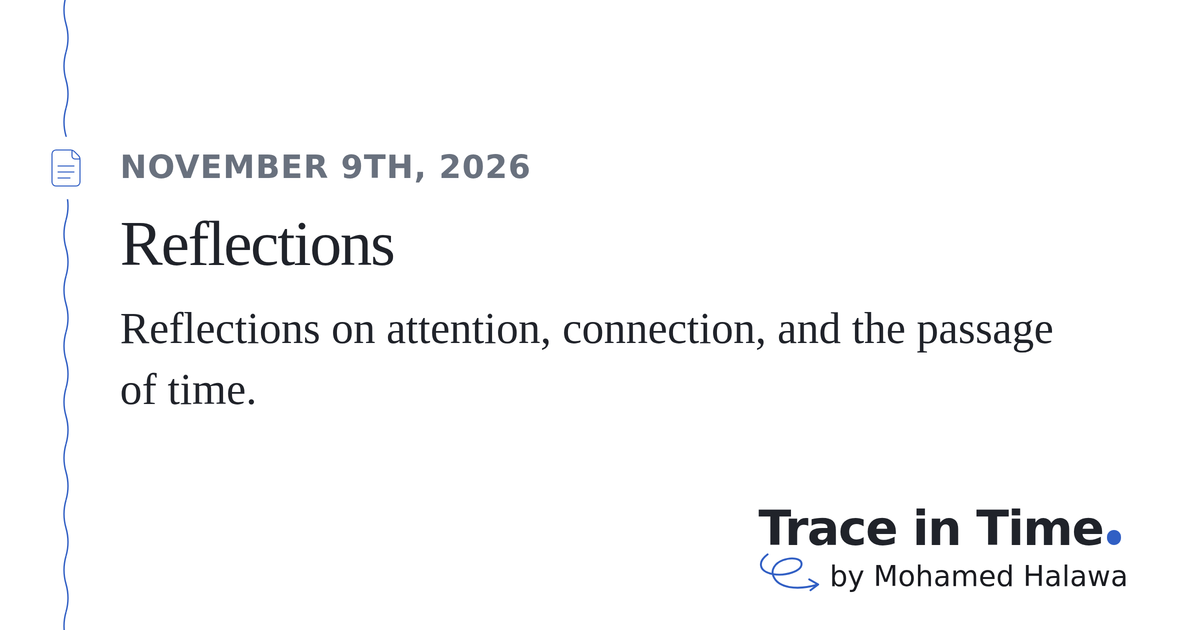 NOVEMBER 9TH, 2026
Reflections
Reflections on attention, connection, and the passage
of time.
Trace in Time.
by Mohamed Halawa